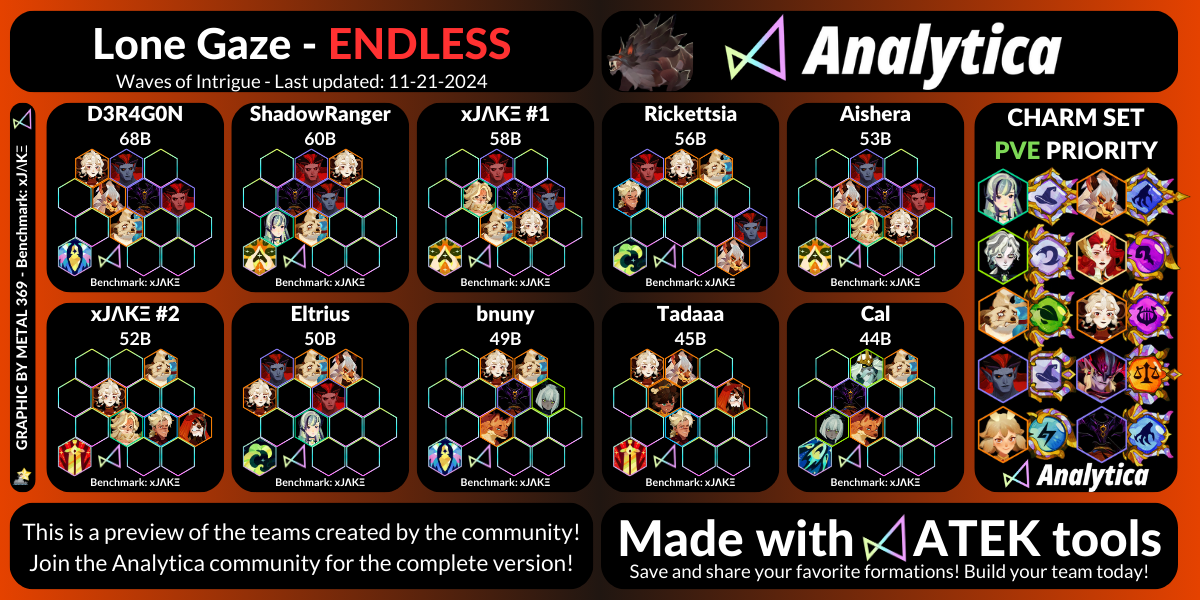 Lone Gaze - ENDLESS
Waves of Intrigue - Last updated: 11-21-2024
Analytica
GRAPHIC BY METAL 369 - Benchmark: xJΛKΞ
D3R4G0N
68B
Benchmark: xJΛKΞ
ShadowRanger
60B
Benchmark: xJΛKΞ
xJΛKΞ #1
58B
Benchmark: xJΛKΞ
Rickettsia
56B
Benchmark: xJΛKΞ
Aishera
53B
Benchmark: xJΛKΞ
xJΛKΞ #2
52B
Benchmark: xJΛKΞ
Eltrius
50B
Benchmark: xJΛKΞ
bnuny
49B
Benchmark: xJΛKΞ
Tadaaa
45B
Benchmark: xJΛKΞ
Cal
44B
Benchmark: xJΛKΞ
CHARM SET
PVE PRIORITY
Analytica
This is a preview of the teams created by the community!
Join the Analytica community for the complete version!
Made with ATEK tools
Save and share your favorite formations! Build your team today!